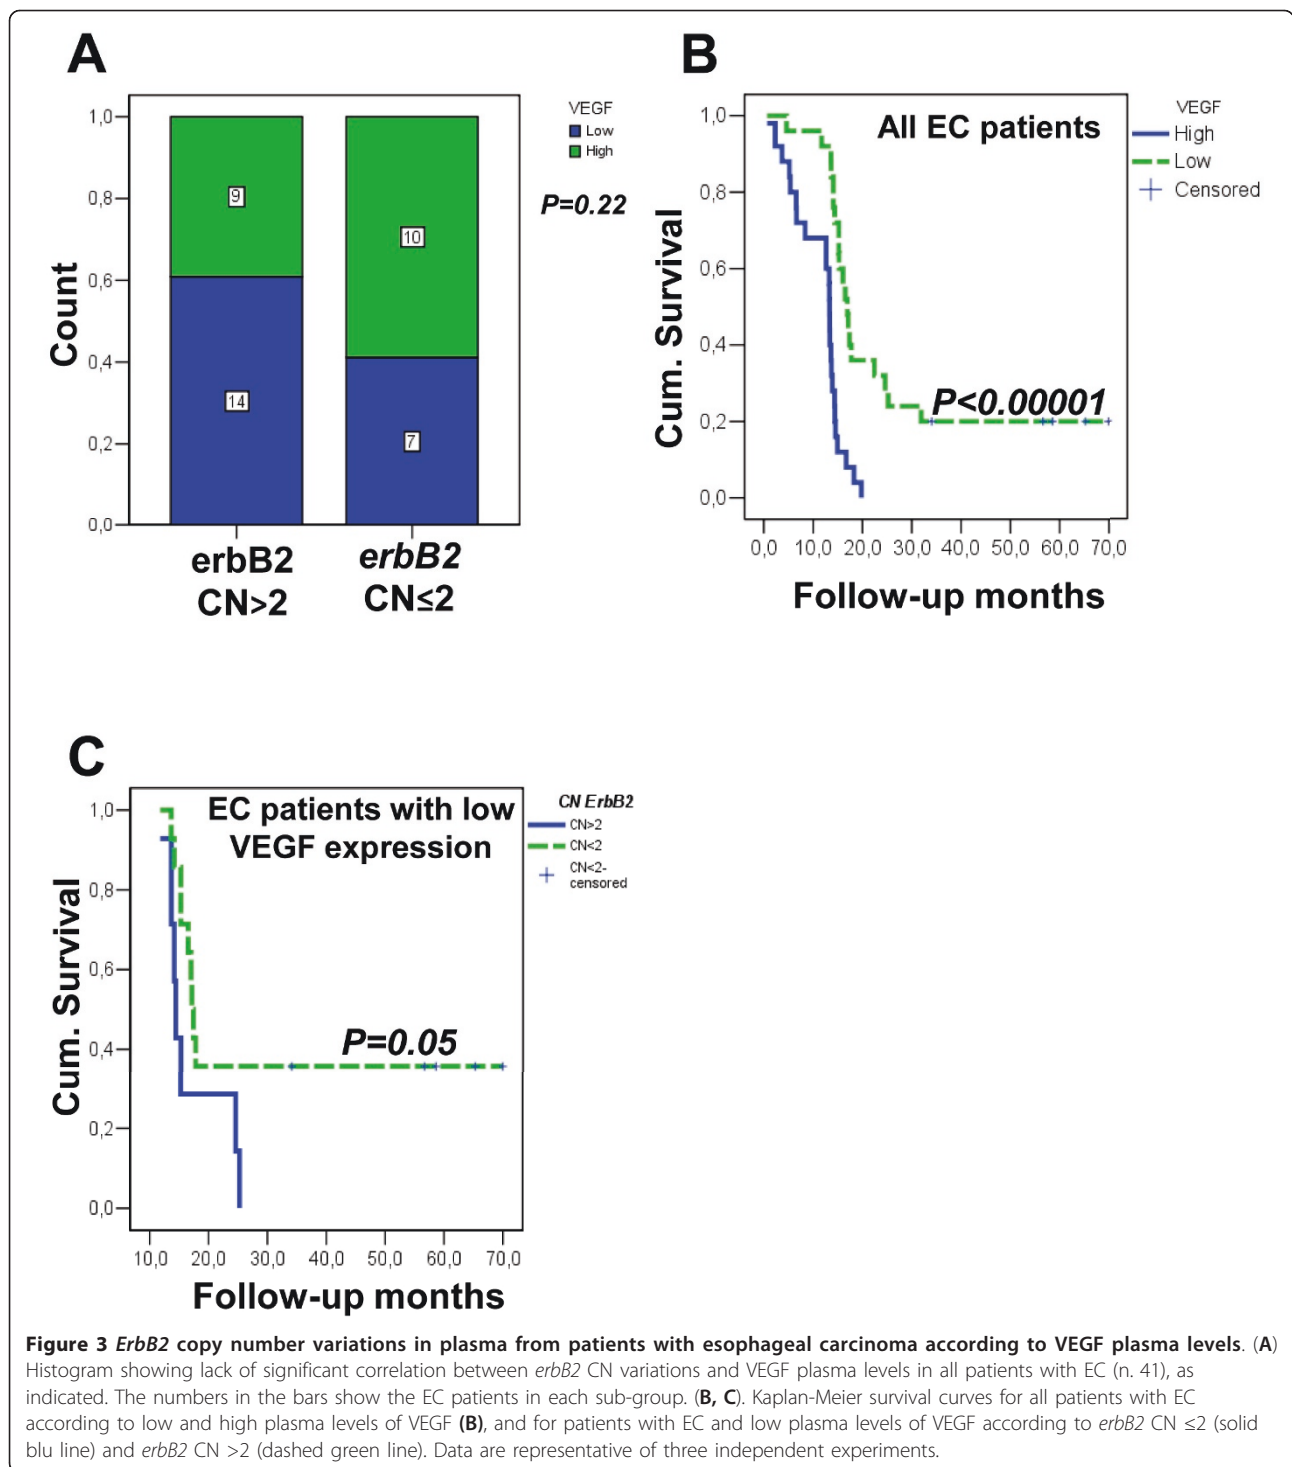 A
VEGF
Low
High
P=0.22
Count
1,0
0,8
0,6
0,4
0,2
0,0
9
10
14
7
erbB2
CN>2
erbB2
CN≤2
B
All EC patients
VEGF
High
Low
Censored
P<0.00001
Cum. Survival
1,0
0,8
0,6
0,4
0,2
0,0
0,0 10,0 20,0 30,0 40,0 50,0 60,0 70,0
Follow-up months
C
EC patients with low
VEGF expression
CN ErbB2
CN>2
CN<2
CN<2-
censored
P=0.05
Cum. Survival
1,0
0,8
0,6
0,4
0,2
0,0
10,0 20,0 30,0 40,0 50,0 60,0 70,0
Follow-up months
Figure 3 ErbB2 copy number variations in plasma from patients with esophageal carcinoma according to VEGF plasma levels. (A)
Histogram showing lack of significant correlation between erbB2 CN variations and VEGF plasma levels in all patients with EC (n. 41), as
indicated. The numbers in the bars show the EC patients in each sub-group. (B, C). Kaplan-Meier survival curves for all patients with EC
according to low and high plasma levels of VEGF (B), and for patients with EC and low plasma levels of VEGF according to erbB2 CN ≤2 (solid
blu line) and erbB2 CN >2 (dashed green line). Data are representative of three independent experiments.